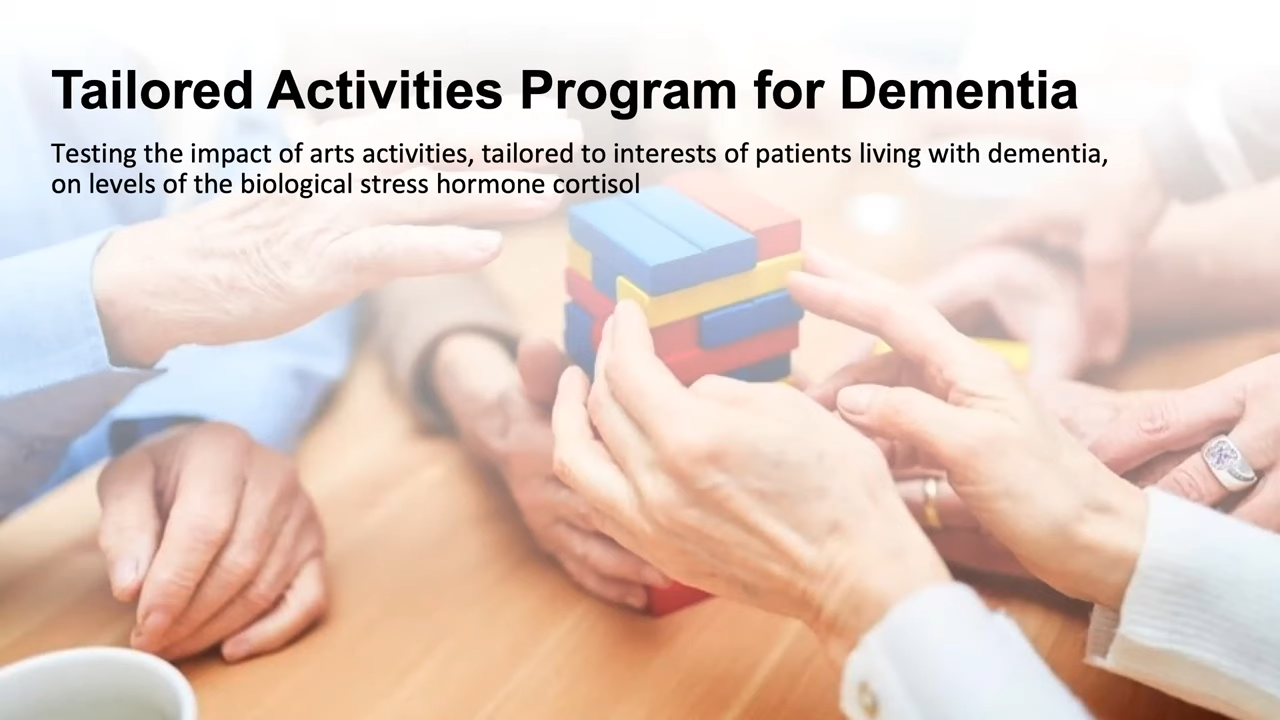 Tailored Activities Program for Dementia
Testing the impact of arts activities, tailored to interests of patients living with dementia,
on levels of the biological stress hormone cortisol